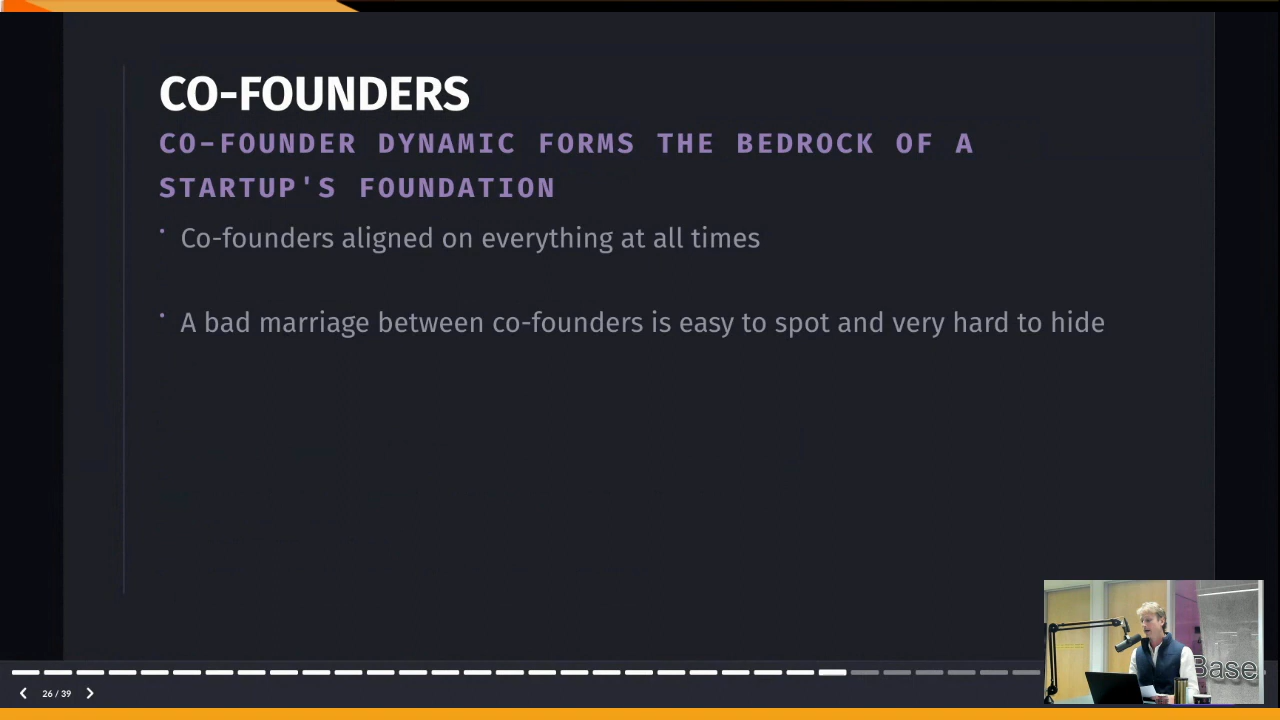 CO-FOUNDERS
CO-FOUNDER DYNAMIC FORMS THE BEDROCK OF A
STARTUP'S FOUNDATION
• Co-founders aligned on everything at all times
• A bad marriage between co-founders is easy to spot and very hard to hide
Base
26 / 39